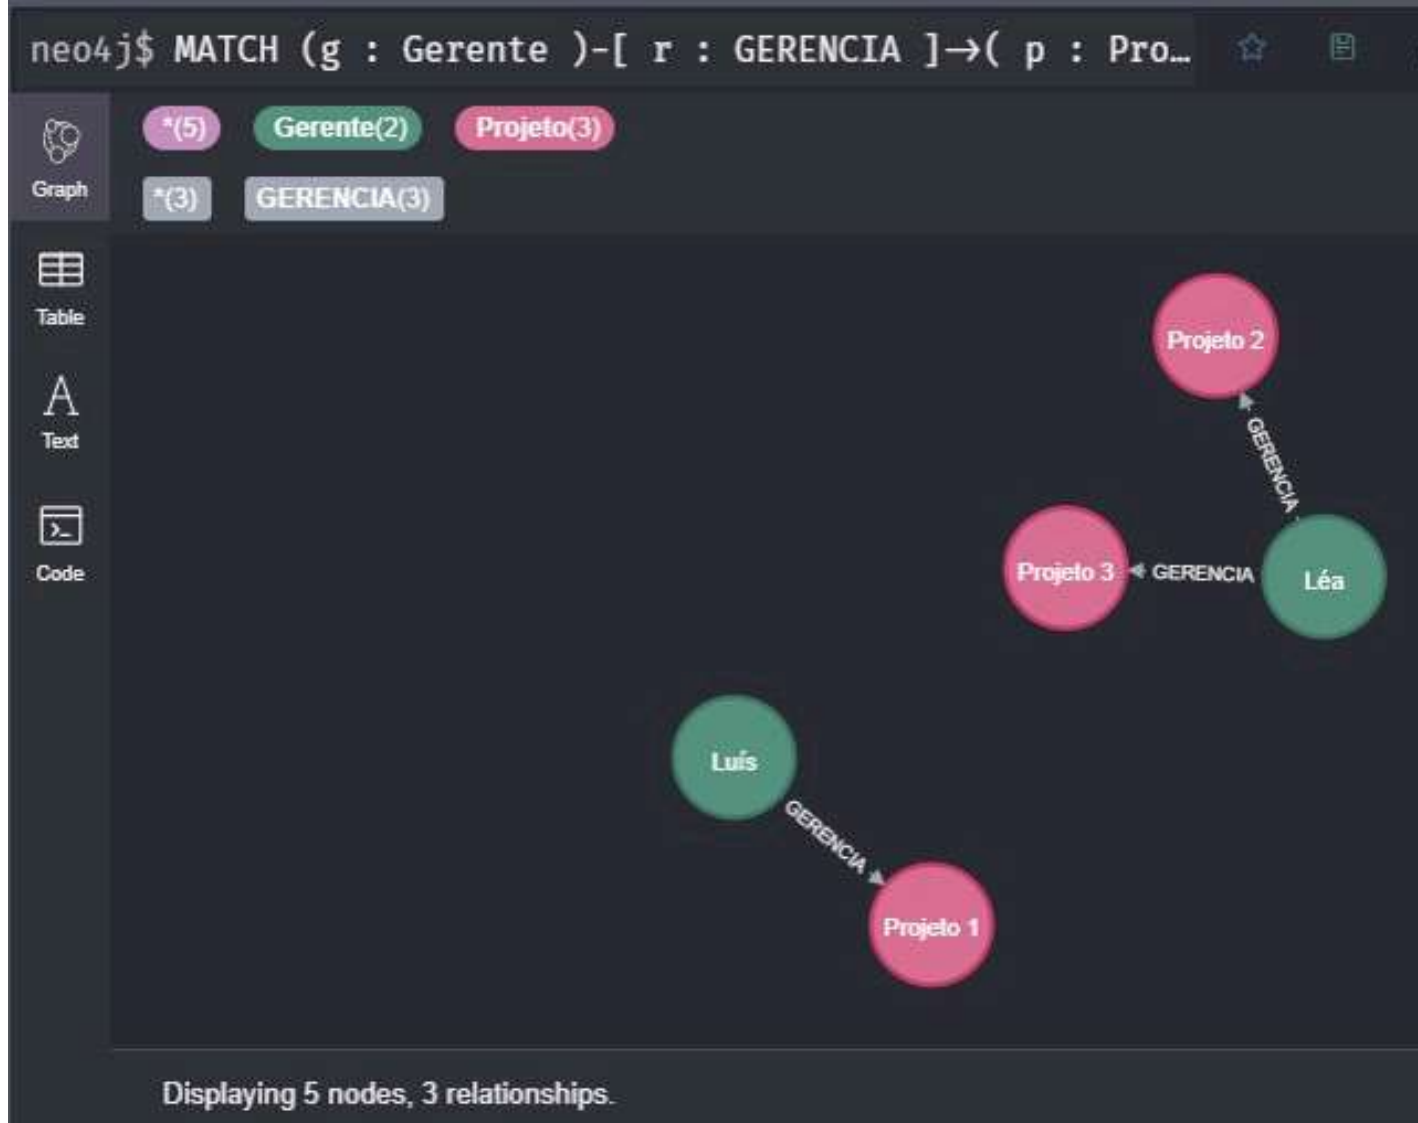 neo4j$ MATCH (g : Gerente )-[ r : GERENCIA ]→( p : Pro…
*(5) Gerente(2) Projeto(3)
Graph
*(3) GERENCIA(3)
Table
Text
Code
Projeto 2
GERENCIA
Projeto 3 GERENCIA Léa
Luís
GERENCIA
Projeto 1
Displaying 5 nodes, 3 relationships.